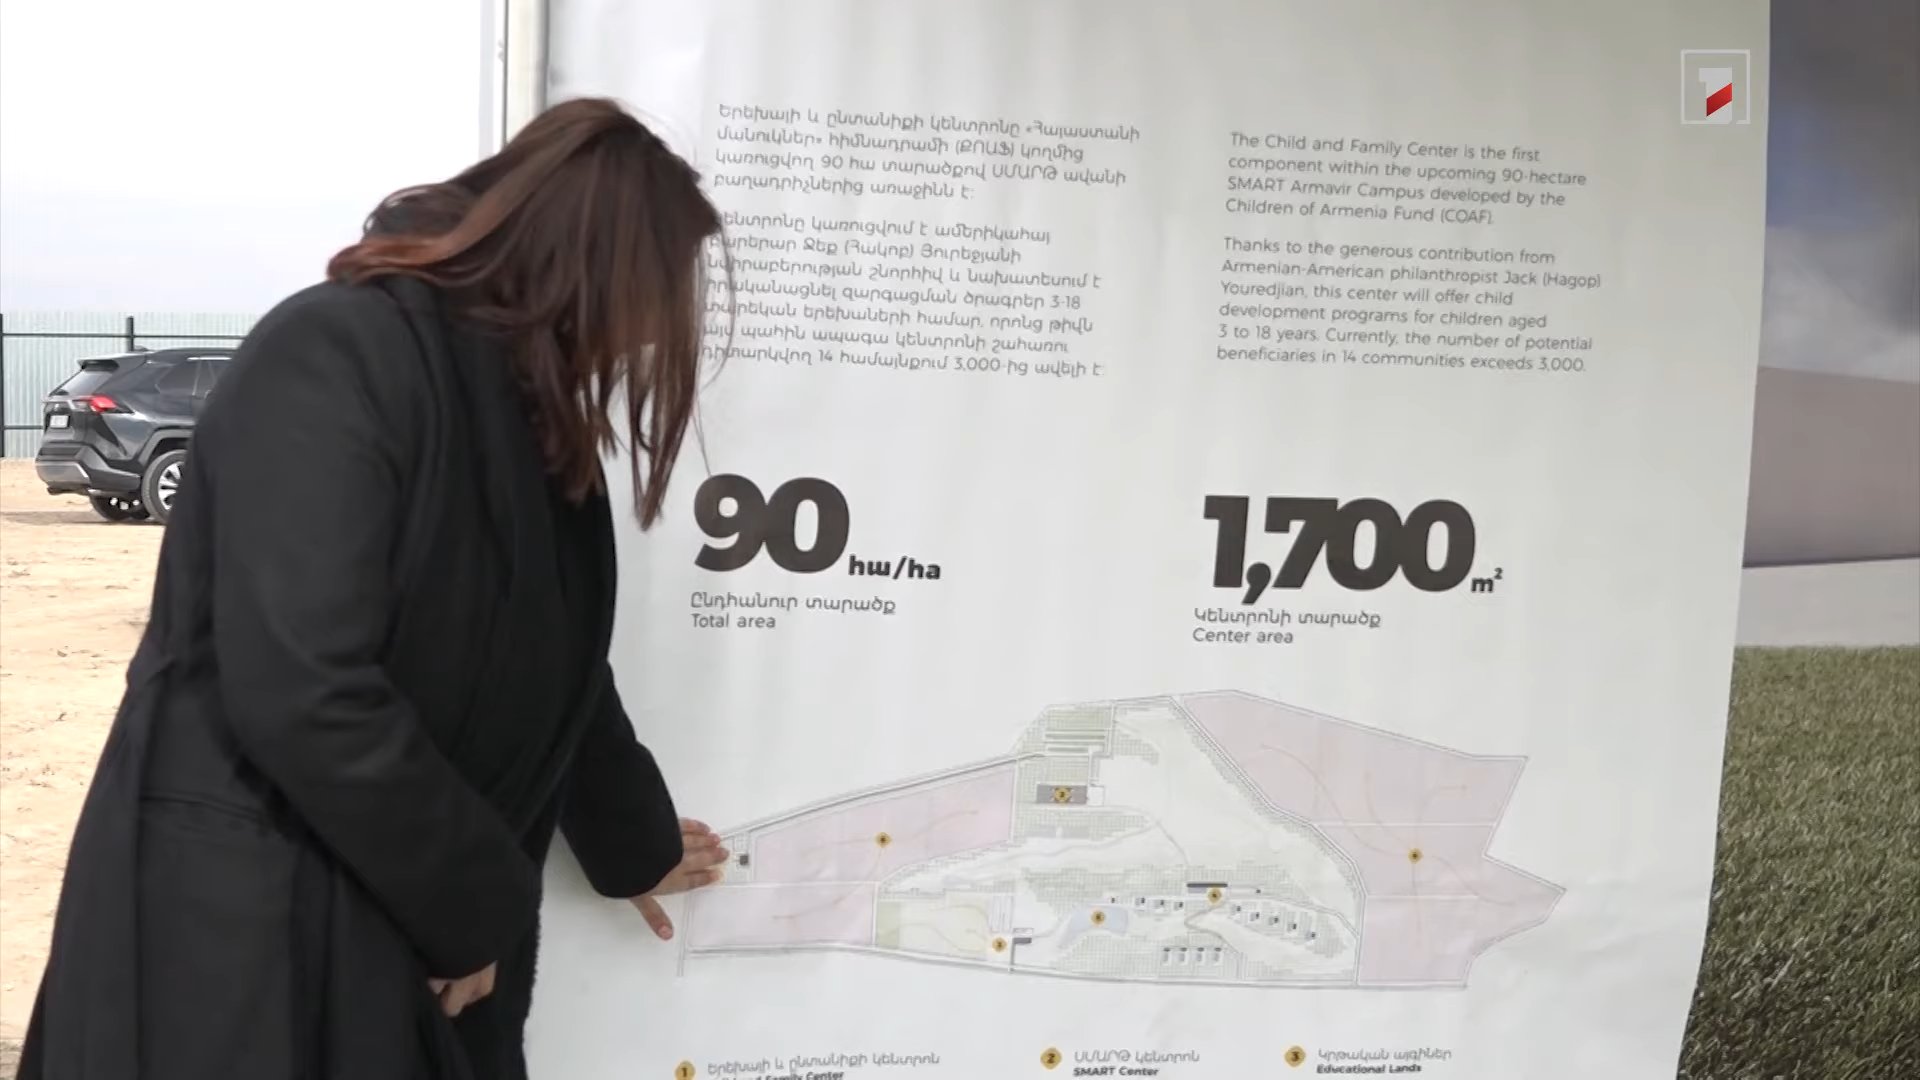 Երեխայի և ընտանիքի կենտրոնը «Հայաստանի
մանուկներ» հիմնադրամի (ՔՈԱՖ) կողմից
կառուցվող 90 հա տարածքով ՍՄԱՐԹ ավանի
բաղադրիչներից առաջինն է:
Կենտրոնը կառուցվում է ամերիկահայ
բարերար Ջեք (Հակոբ) Յուրեջյանի
նվիրաբերության շնորհիվ և նախատեսում է
իրականացնել զարգացման ծրագրեր 3-18
տարեկան երեխաների համար, որոնց թիվն
այս պահին ապագա կենտրոնի շահառու
դիտարկվող 14 համայնքում 3,000-ից ավելի է:
The Child and Family Center is the first
component within the upcoming 90-hectare
SMART Armavir Campus developed by the
Children of Armenia Fund (COAF).
Thanks to the generous contribution from
Armenian-American philanthropist Jack (Hagop)
Youredjian, this center will offer child
development programs for children aged
3 to 18 years. Currently, the number of potential
beneficiaries in 14 communities exceeds 3,000.
90 հա/ha
Ընդհանուր տարածք
Total area
1,700 m²
Կենտրոնի տարածք
Center area
1 Երեխայի և ընտանիքի կենտրոն
Family Center
2 ՍՄԱՐԹ կենտրոն
SMART Center
3 Կրթական այգիներ
Educational Lands